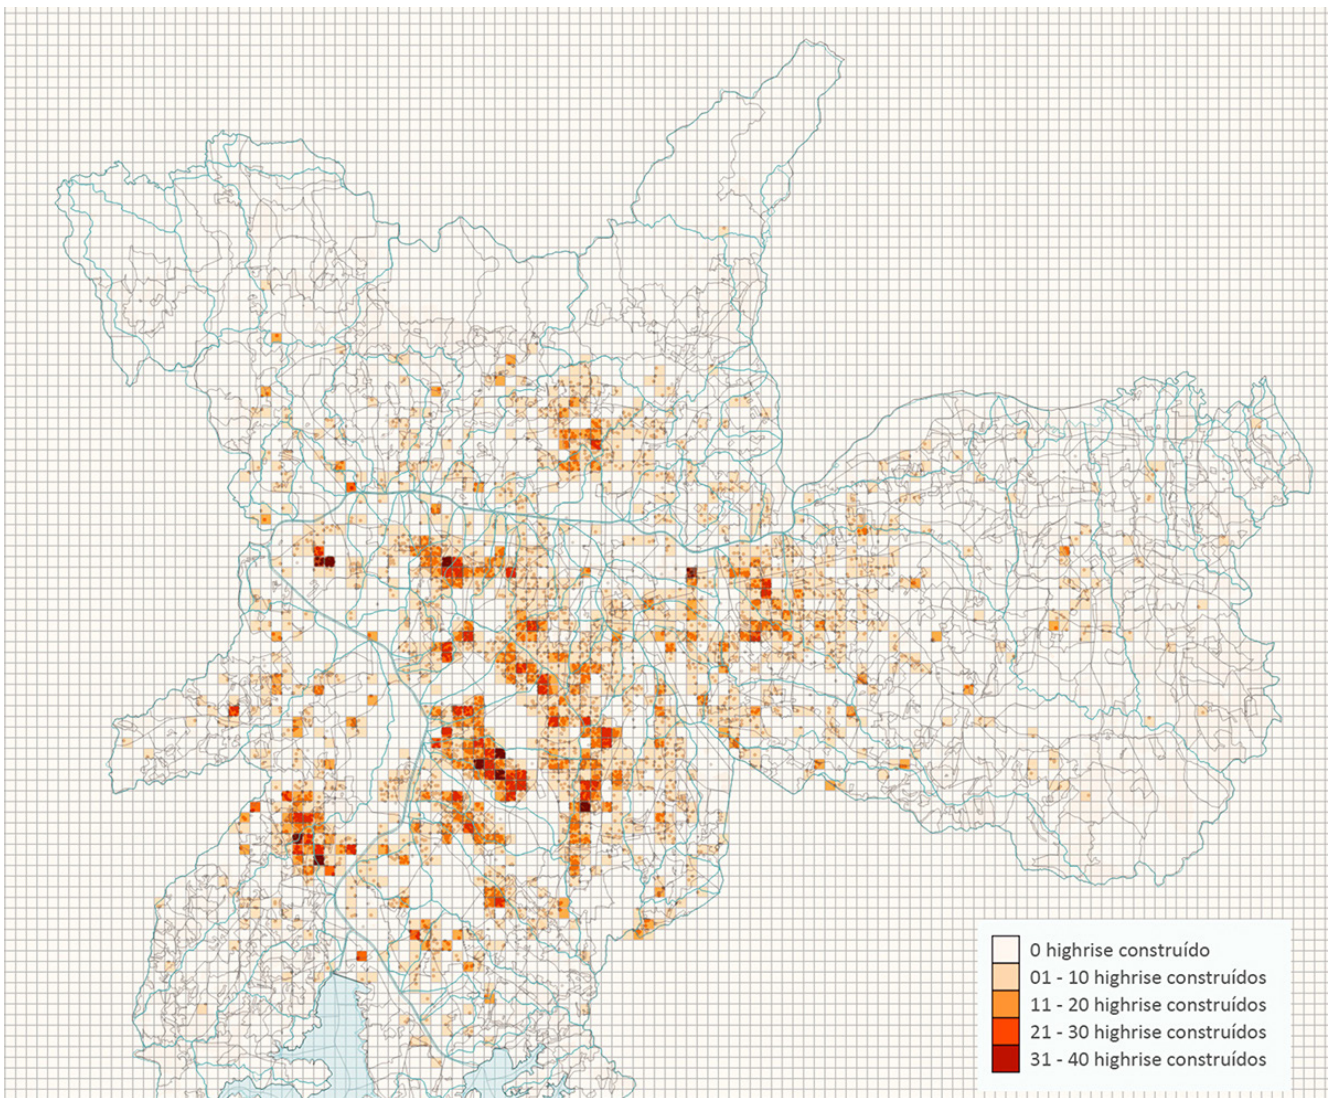 0 highrise construído
01 - 10 highrise construídos
11 - 20 highrise construídos
21 - 30 highrise construídos
31 - 40 highrise construídos